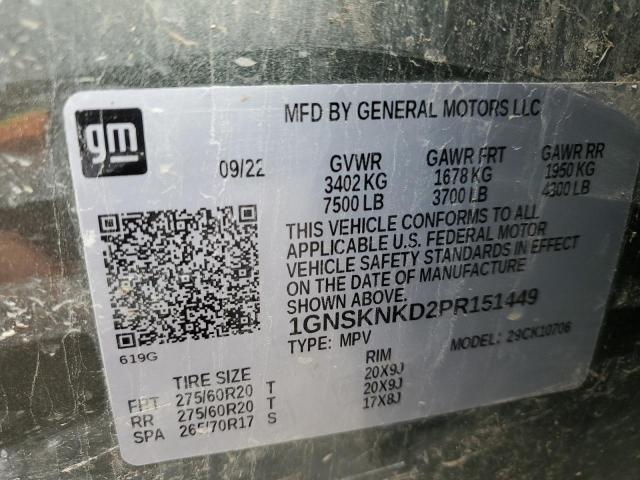 gm
MFD BY GENERAL MOTORS LLC
09/22 GVWR GAWR FRT GAWR RR
3402 KG 1678 KG 1950 KG
7500 LB 3700 LB 4300 LB
THIS VEHICLE CONFORMS TO ALL
APPLICABLE U.S. FEDERAL MOTOR
VEHICLE SAFETY STANDARDS IN EFFECT
ON THE DATE OF MANUFACTURE
SHOWN ABOVE.
1GNSKNKD2PR151449
TYPE: MPV MODEL: 29CK10706
619G
TIRE SIZE RIM
FRT 275/60R20 T 20X9J
RR 275/60R20 T 20X9J
SPA 265/70R17 S 17X8J